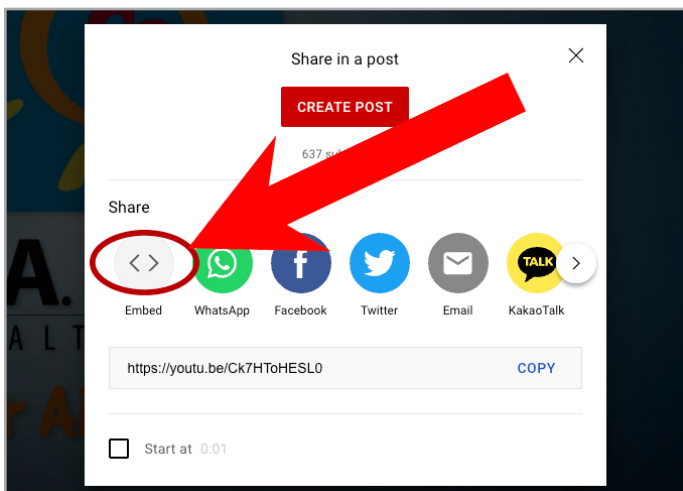 Share in a post
CREATE POST
637
Share
Embed WhatsApp Facebook Twitter Email KakaoTalk
TALK
https://youtu.be/Ck7HToHESL0 COPY
Start at 0:01
A.
A L T
r A